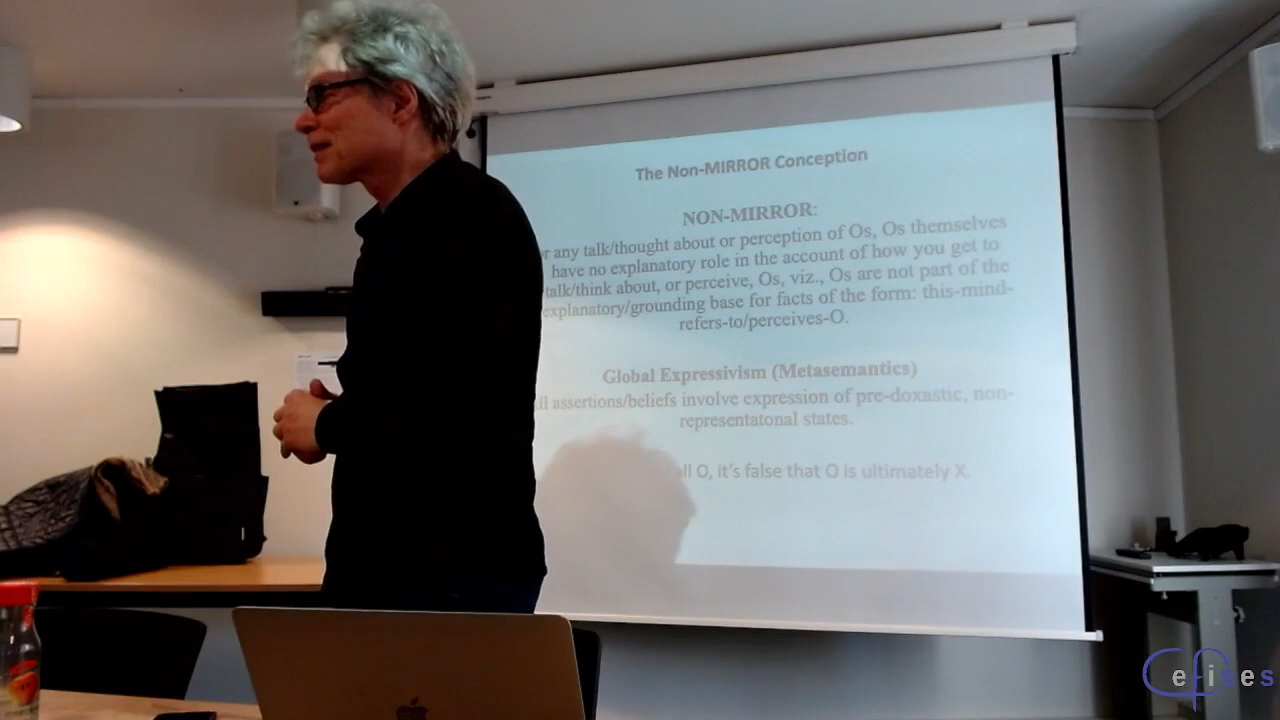 The Non-MIRROR Conception
NON-MIRROR:
any talk/thought about or perception of Os, Os themselves
have no explanatory role in the account of how you get to
talk/think about, or perceive, Os, viz., Os are not part of the
explanatory/grounding base for facts of the form: this-mind-
refers-to/perceives-O.
Global Expressivism (Metasemantics)
assertions/beliefs involve expression of pre-doxastic, non-
representatonal states.
O, it's false that O is ultimately X.
Cefises